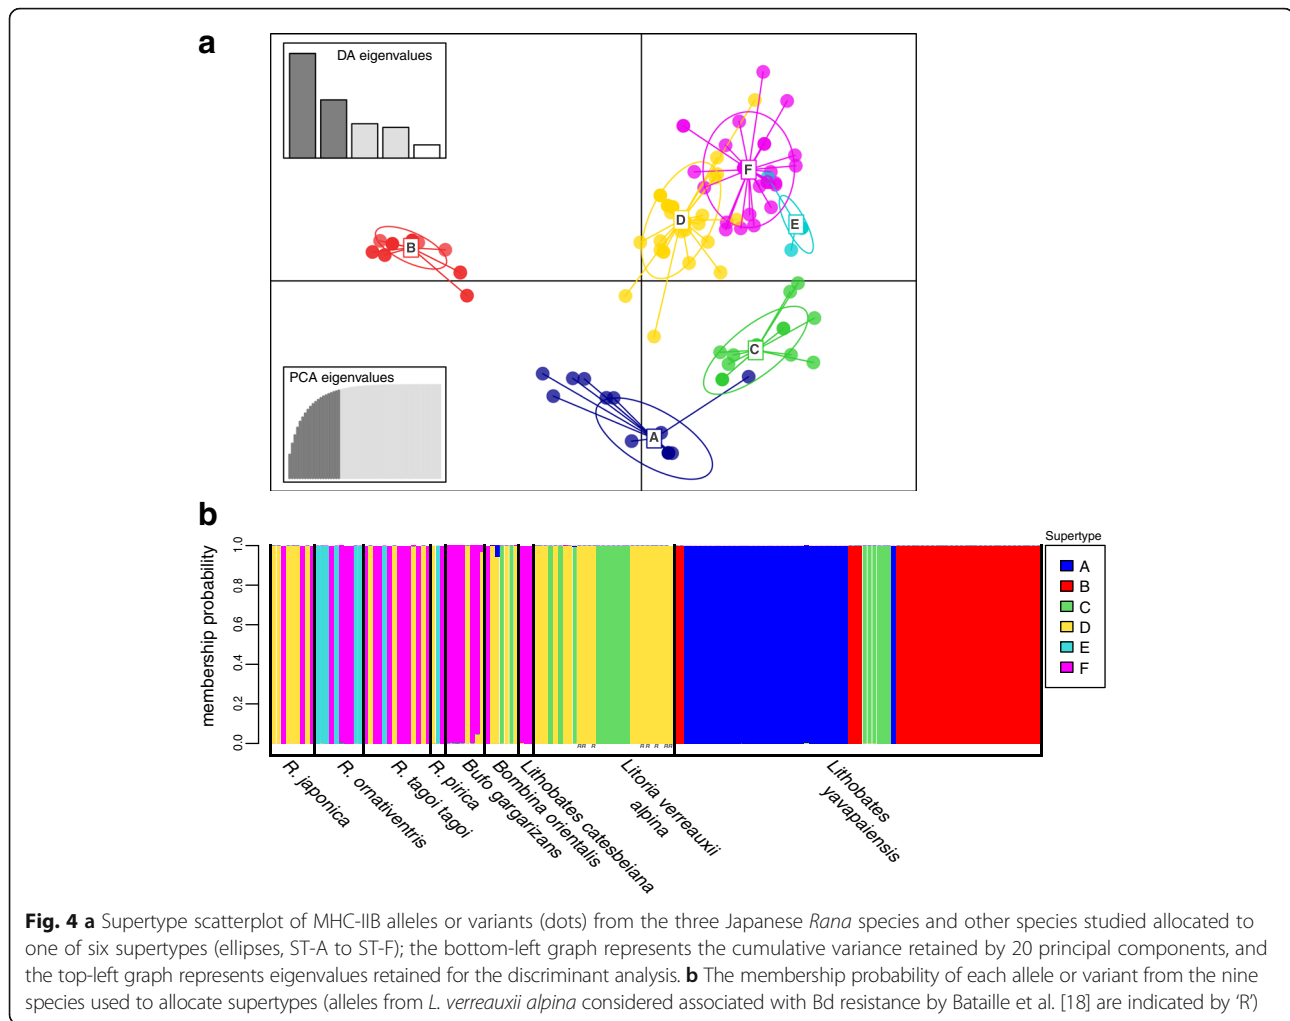 a
DA eigenvalues
F
D
E
B
C
PCA eigenvalues
A
b
membership probability
0.0 0.2 0.4 0.6 0.8 1.0
R R R R R R R R
Supertype
A
B
C
D
E
F
R. japonica
R. ornativentris
R. tagoi tagoi
R. pirica
Bufo gargarizans
Bombina orientalis
Lithobates catesbeiana
Litoria verreauxii
alpina
Lithobates
yavapaiensis
Fig. 4 a Supertype scatterplot of MHC-IIB alleles or variants (dots) from the three Japanese Rana species and other species studied allocated to
one of six supertypes (ellipses, ST-A to ST-F); the bottom-left graph represents the cumulative variance retained by 20 principal components, and
the top-left graph represents eigenvalues retained for the discriminant analysis. b The membership probability of each allele or variant from the nine
species used to allocate supertypes (alleles from L. verreauxii alpina considered associated with Bd resistance by Bataille et al. [18] are indicated by ‘R’)